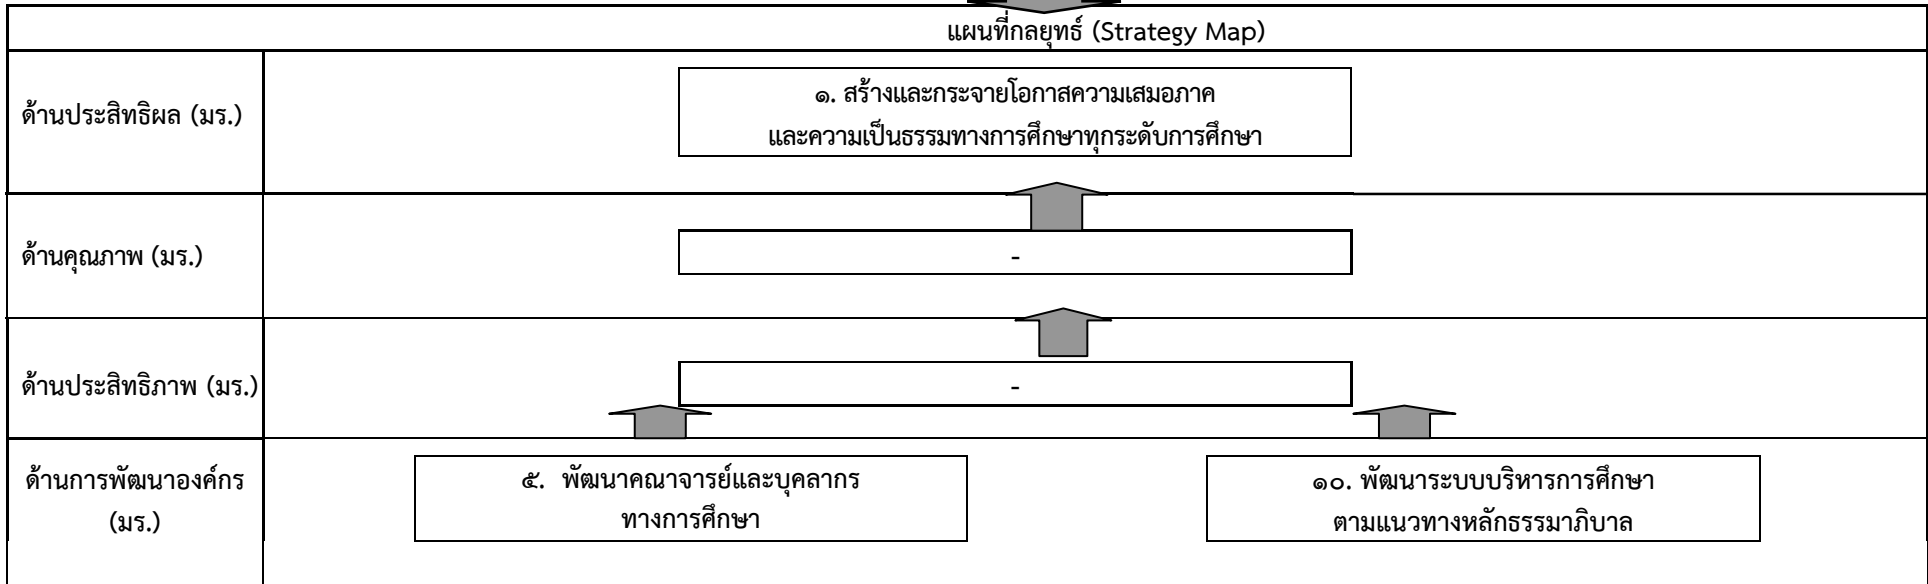 แผนที่กลยุทธ์ (Strategy Map)
ด้านประสิทธิผล (มร.)
๑. สร้างและกระจายโอกาสความเสมอภาค
และความเป็นธรรมทางการศึกษาทุกระดับการศึกษา
ด้านคุณภาพ (มร.)
-
ด้านประสิทธิภาพ (มร.)
-
ด้านการพัฒนาองค์กร
(มร.)
๕. พัฒนาคณาจารย์และบุคลากร
ทางการศึกษา
๑๐. พัฒนาระบบบริหารการศึกษา
ตามแนวทางหลักธรรมาภิบาล